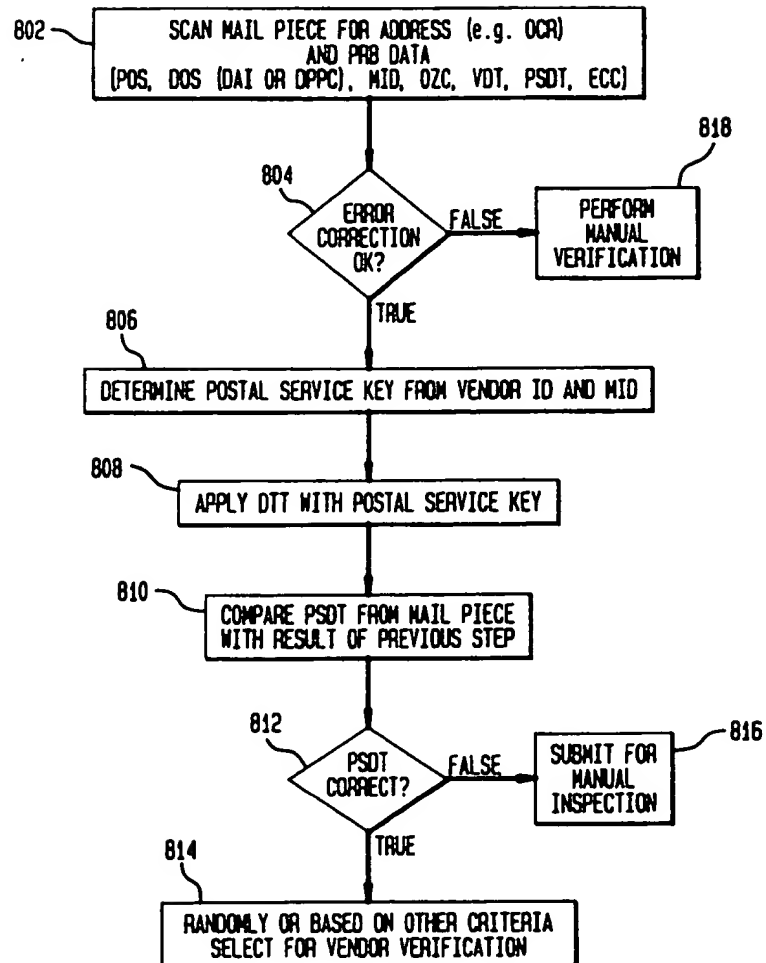 802
SCAN MAIL PIECE FOR ADDRESS (e.g. OCR)
AND PRB DATA
(POS, DOS (DAI OR DPPC), MID, OZC, VDT, PSDT, ECC)
804
ERROR
CORRECTION
OK?
FALSE
818
PERFORM
MANUAL
VERIFICATION
TRUE
806
DETERMINE POSTAL SERVICE KEY FROM VENDOR ID AND MID
808
APPLY DTT WITH POSTAL SERVICE KEY
810
COMPARE PSDT FROM MAIL PIECE
WITH RESULT OF PREVIOUS STEP
812
PSDT
CORRECT?
FALSE
816
SUBMIT FOR
MANUAL
INSPECTION
TRUE
814
RANDOMLY OR BASED ON OTHER CRITERIA
SELECT FOR VENDOR VERIFICATION